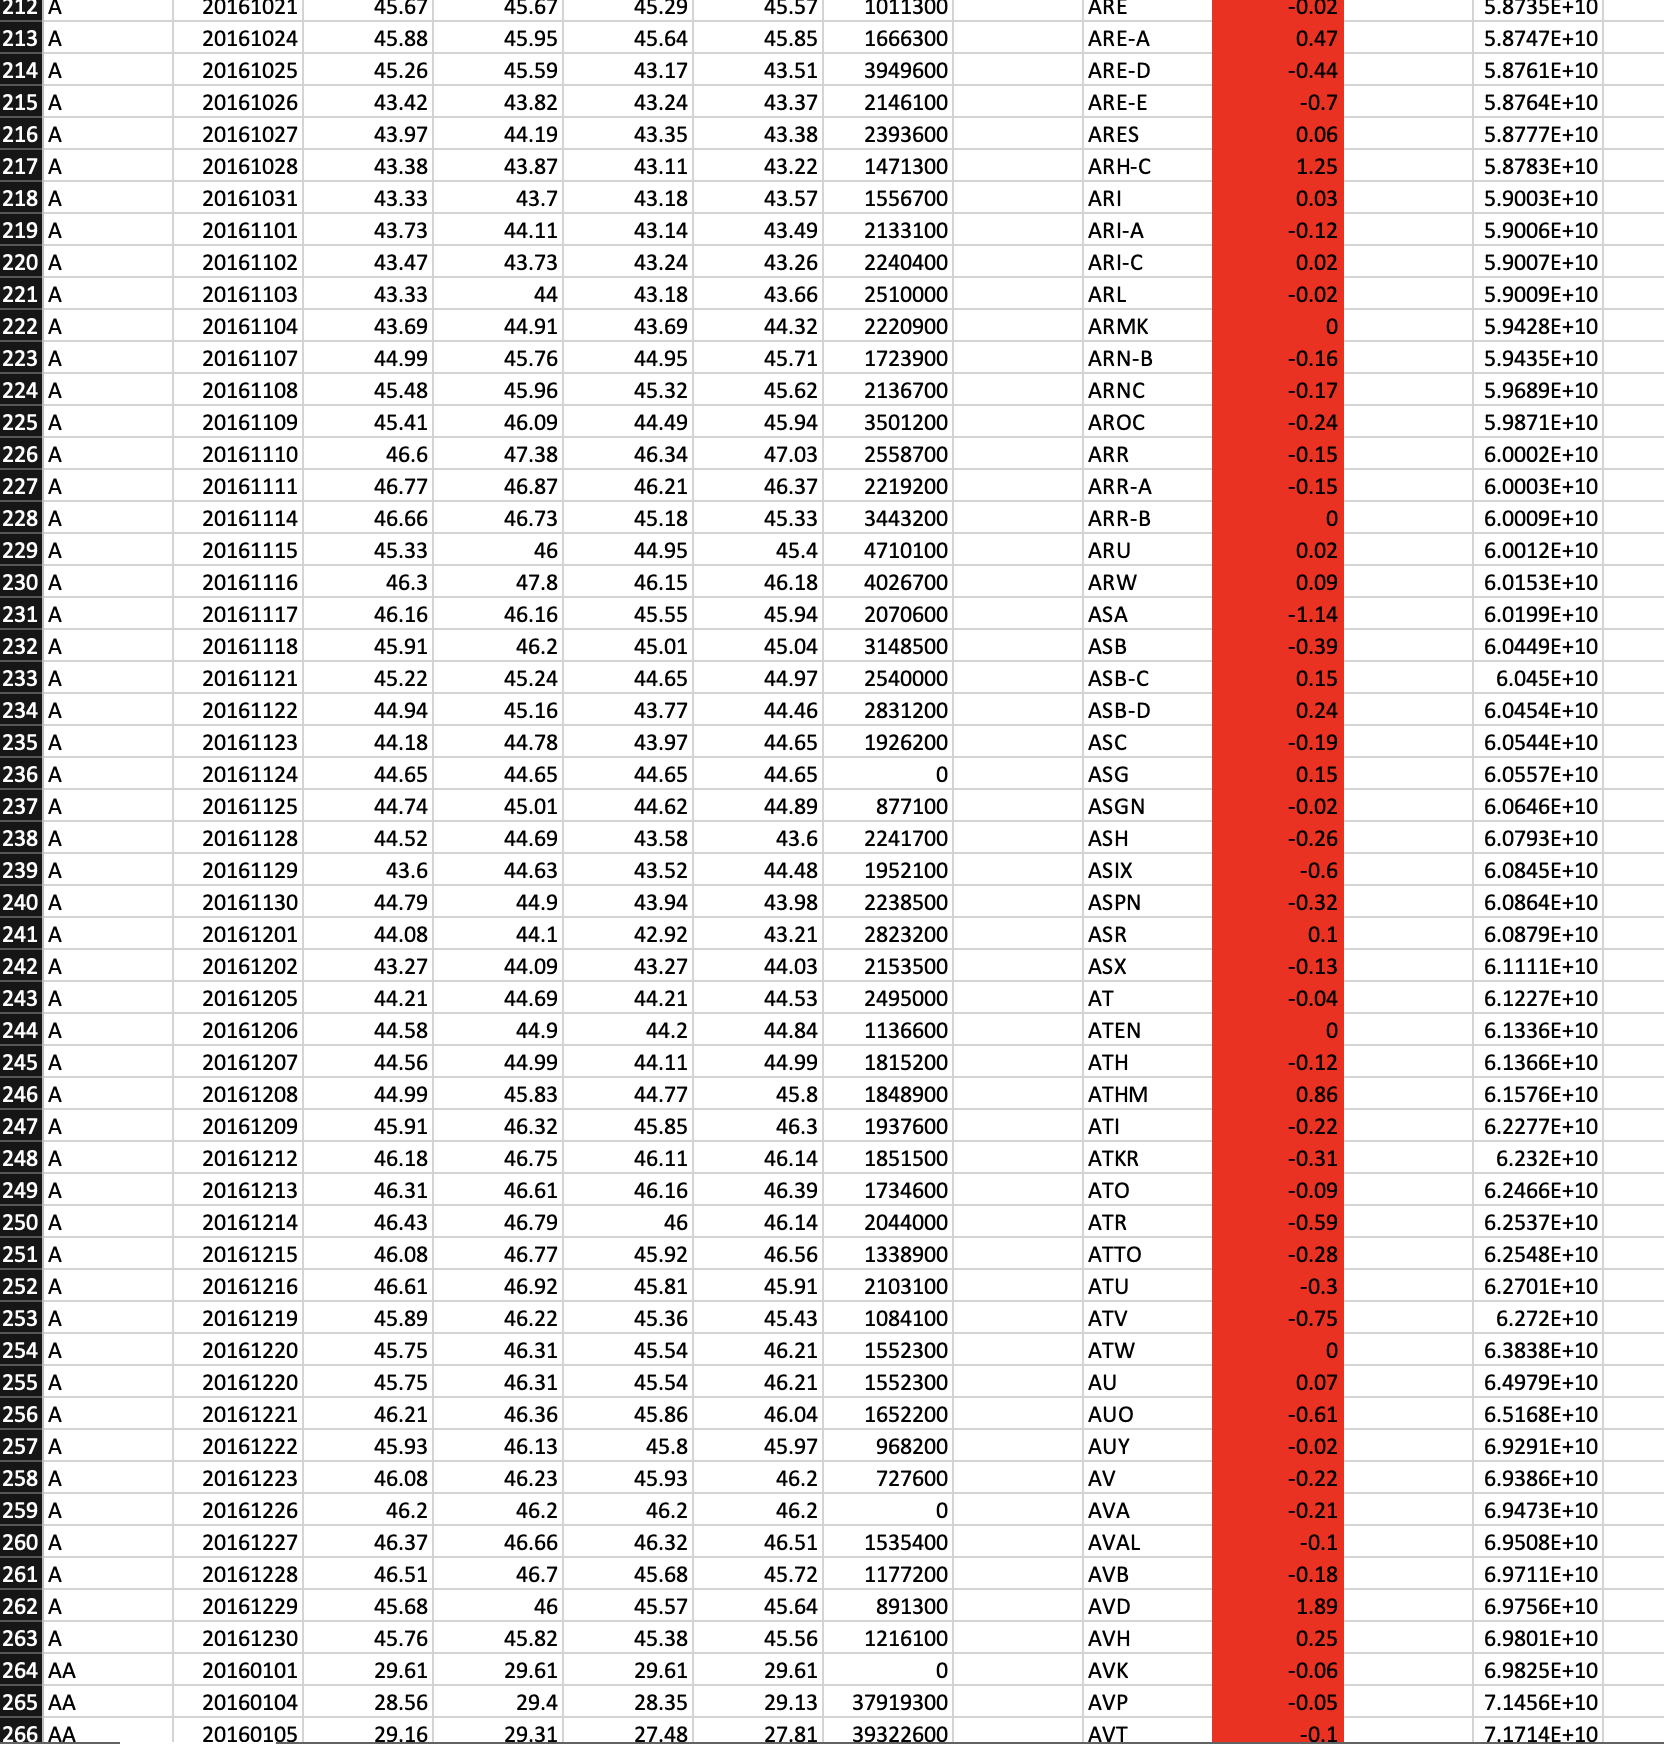 212 A 20161021 45.67 45.67 45.29 45.57 1011300 ARE -0.02 5.8735E+10
213 A 20161024 45.88 45.95 45.64 45.85 1666300 ARE-A 0.47 5.8747E+10
214 A 20161025 45.26 45.59 43.17 43.51 3949600 ARE-D -0.44 5.8761E+10
215 A 20161026 43.42 43.82 43.24 43.37 2146100 ARE-E -0.7 5.8764E+10
216 A 20161027 43.97 44.19 43.35 43.38 2393600 ARES 0.06 5.8777E+10
217 A 20161028 43.38 43.87 43.11 43.22 1471300 ARH-C 1.25 5.8783E+10
218 A 20161031 43.33 43.7 43.18 43.57 1556700 ARI 0.03 5.9003E+10
219 A 20161101 43.73 44.11 43.14 43.49 2133100 ARI-A -0.12 5.9006E+10
220 A 20161102 43.47 43.73 43.24 43.26 2240400 ARI-C 0.02 5.9007E+10
221 A 20161103 43.33 44 43.18 43.66 2510000 ARL -0.02 5.9009E+10
222 A 20161104 43.69 44.91 43.69 44.32 2220900 ARMK 0 5.9428E+10
223 A 20161107 44.99 45.76 44.95 45.71 1723900 ARN-B -0.16 5.9435E+10
224 A 20161108 45.48 45.96 45.32 45.62 2136700 ARNC -0.17 5.9689E+10
225 A 20161109 45.41 46.09 44.49 45.94 3501200 AROC -0.24 5.9871E+10
226 A 20161110 46.6 47.38 46.34 47.03 2558700 ARR -0.15 6.0002E+10
227 A 20161111 46.77 46.87 46.21 46.37 2219200 ARR-A -0.15 6.0003E+10
228 A 20161114 46.66 46.73 45.18 45.33 3443200 ARR-B 0 6.0009E+10
229 A 20161115 45.33 46 44.95 45.4 4710100 ARU 0.02 6.0012E+10
230 A 20161116 46.3 47.8 46.15 46.18 4026700 ARW 0.09 6.0153E+10
231 A 20161117 46.16 46.16 45.55 45.94 2070600 ASA -1.14 6.0199E+10
232 A 20161118 45.91 46.2 45.01 45.04 3148500 ASB -0.39 6.0449E+10
233 A 20161121 45.22 45.24 44.65 44.97 2540000 ASB-C 0.15 6.045E+10
234 A 20161122 44.94 45.16 43.77 44.46 2831200 ASB-D 0.24 6.0454E+10
235 A 20161123 44.18 44.78 43.97 44.65 1926200 ASC -0.19 6.0544E+10
236 A 20161124 44.65 44.65 44.65 44.65 0 ASG 0.15 6.0557E+10
237 A 20161125 44.74 45.01 44.62 44.89 877100 ASGN -0.02 6.0646E+10
238 A 20161128 44.52 44.69 43.58 43.6 2241700 ASH -0.26 6.0793E+10
239 A 20161129 43.6 44.63 43.52 44.48 1952100 ASIX -0.6 6.0845E+10
240 A 20161130 44.79 44.9 43.94 43.98 2238500 ASPN -0.32 6.0864E+10
241 A 20161201 44.08 44.1 42.92 43.21 2823200 ASR 0.1 6.0879E+10
242 A 20161202 43.27 44.09 43.27 44.03 2153500 ASX -0.13 6.1111E+10
243 A 20161205 44.21 44.69 44.21 44.53 2495000 AT -0.04 6.1227E+10
244 A 20161206 44.58 44.9 44.2 44.84 1136600 ATEN 0 6.1336E+10
245 A 20161207 44.56 44.99 44.11 44.99 1815200 ATH -0.12 6.1366E+10
246 A 20161208 44.99 45.83 44.77 45.8 1848900 ATHM 0.86 6.1576E+10
247 A 20161209 45.91 46.32 45.85 46.3 1937600 ATI -0.22 6.2277E+10
248 A 20161212 46.18 46.75 46.11 46.14 1851500 ATKR -0.31 6.232E+10
249 A 20161213 46.31 46.61 46.16 46.39 1734600 ATO -0.09 6.2466E+10
250 A 20161214 46.43 46.79 46 46.14 2044000 ATR -0.59 6.2537E+10
251 A 20161215 46.08 46.77 45.92 46.56 1338900 ATTO -0.28 6.2548E+10
252 A 20161216 46.61 46.92 45.81 45.91 2103100 ATU -0.3 6.2701E+10
253 A 20161219 45.89 46.22 45.36 45.43 1084100 ATV -0.75 6.272E+10
254 A 20161220 45.75 46.31 45.54 46.21 1552300 ATW 0 6.3838E+10
255 A 20161220 45.75 46.31 45.54 46.21 1552300 AU 0.07 6.4979E+10
256 A 20161221 46.21 46.36 45.86 46.04 1652200 AUO -0.61 6.5168E+10
257 A 20161222 45.93 46.13 45.8 45.97 968200 AUY -0.02 6.9291E+10
258 A 20161223 46.08 46.23 45.93 46.2 727600 AV -0.22 6.9386E+10
259 A 20161226 46.2 46.2 46.2 46.2 0 AVA -0.21 6.9473E+10
260 A 20161227 46.37 46.66 46.32 46.51 1535400 AVAL -0.1 6.9508E+10
261 A 20161228 46.51 46.7 45.68 45.72 1177200 AVB -0.18 6.9711E+10
262 A 20161229 45.68 46 45.57 45.64 891300 AVD 1.89 6.9756E+10
263 A 20161230 45.76 45.82 45.38 45.56 1216100 AVH 0.25 6.9801E+10
264 AA 20160101 29.61 29.61 29.61 29.61 0 AVK -0.06 6.9825E+10
265 AA 20160104 28.56 29.4 28.35 29.13 37919300 AVP -0.05 7.1456E+10
266 AA 20160105 29.16 29.31 27.48 27.81 39322600 AVT -0.1 7.1714E+10